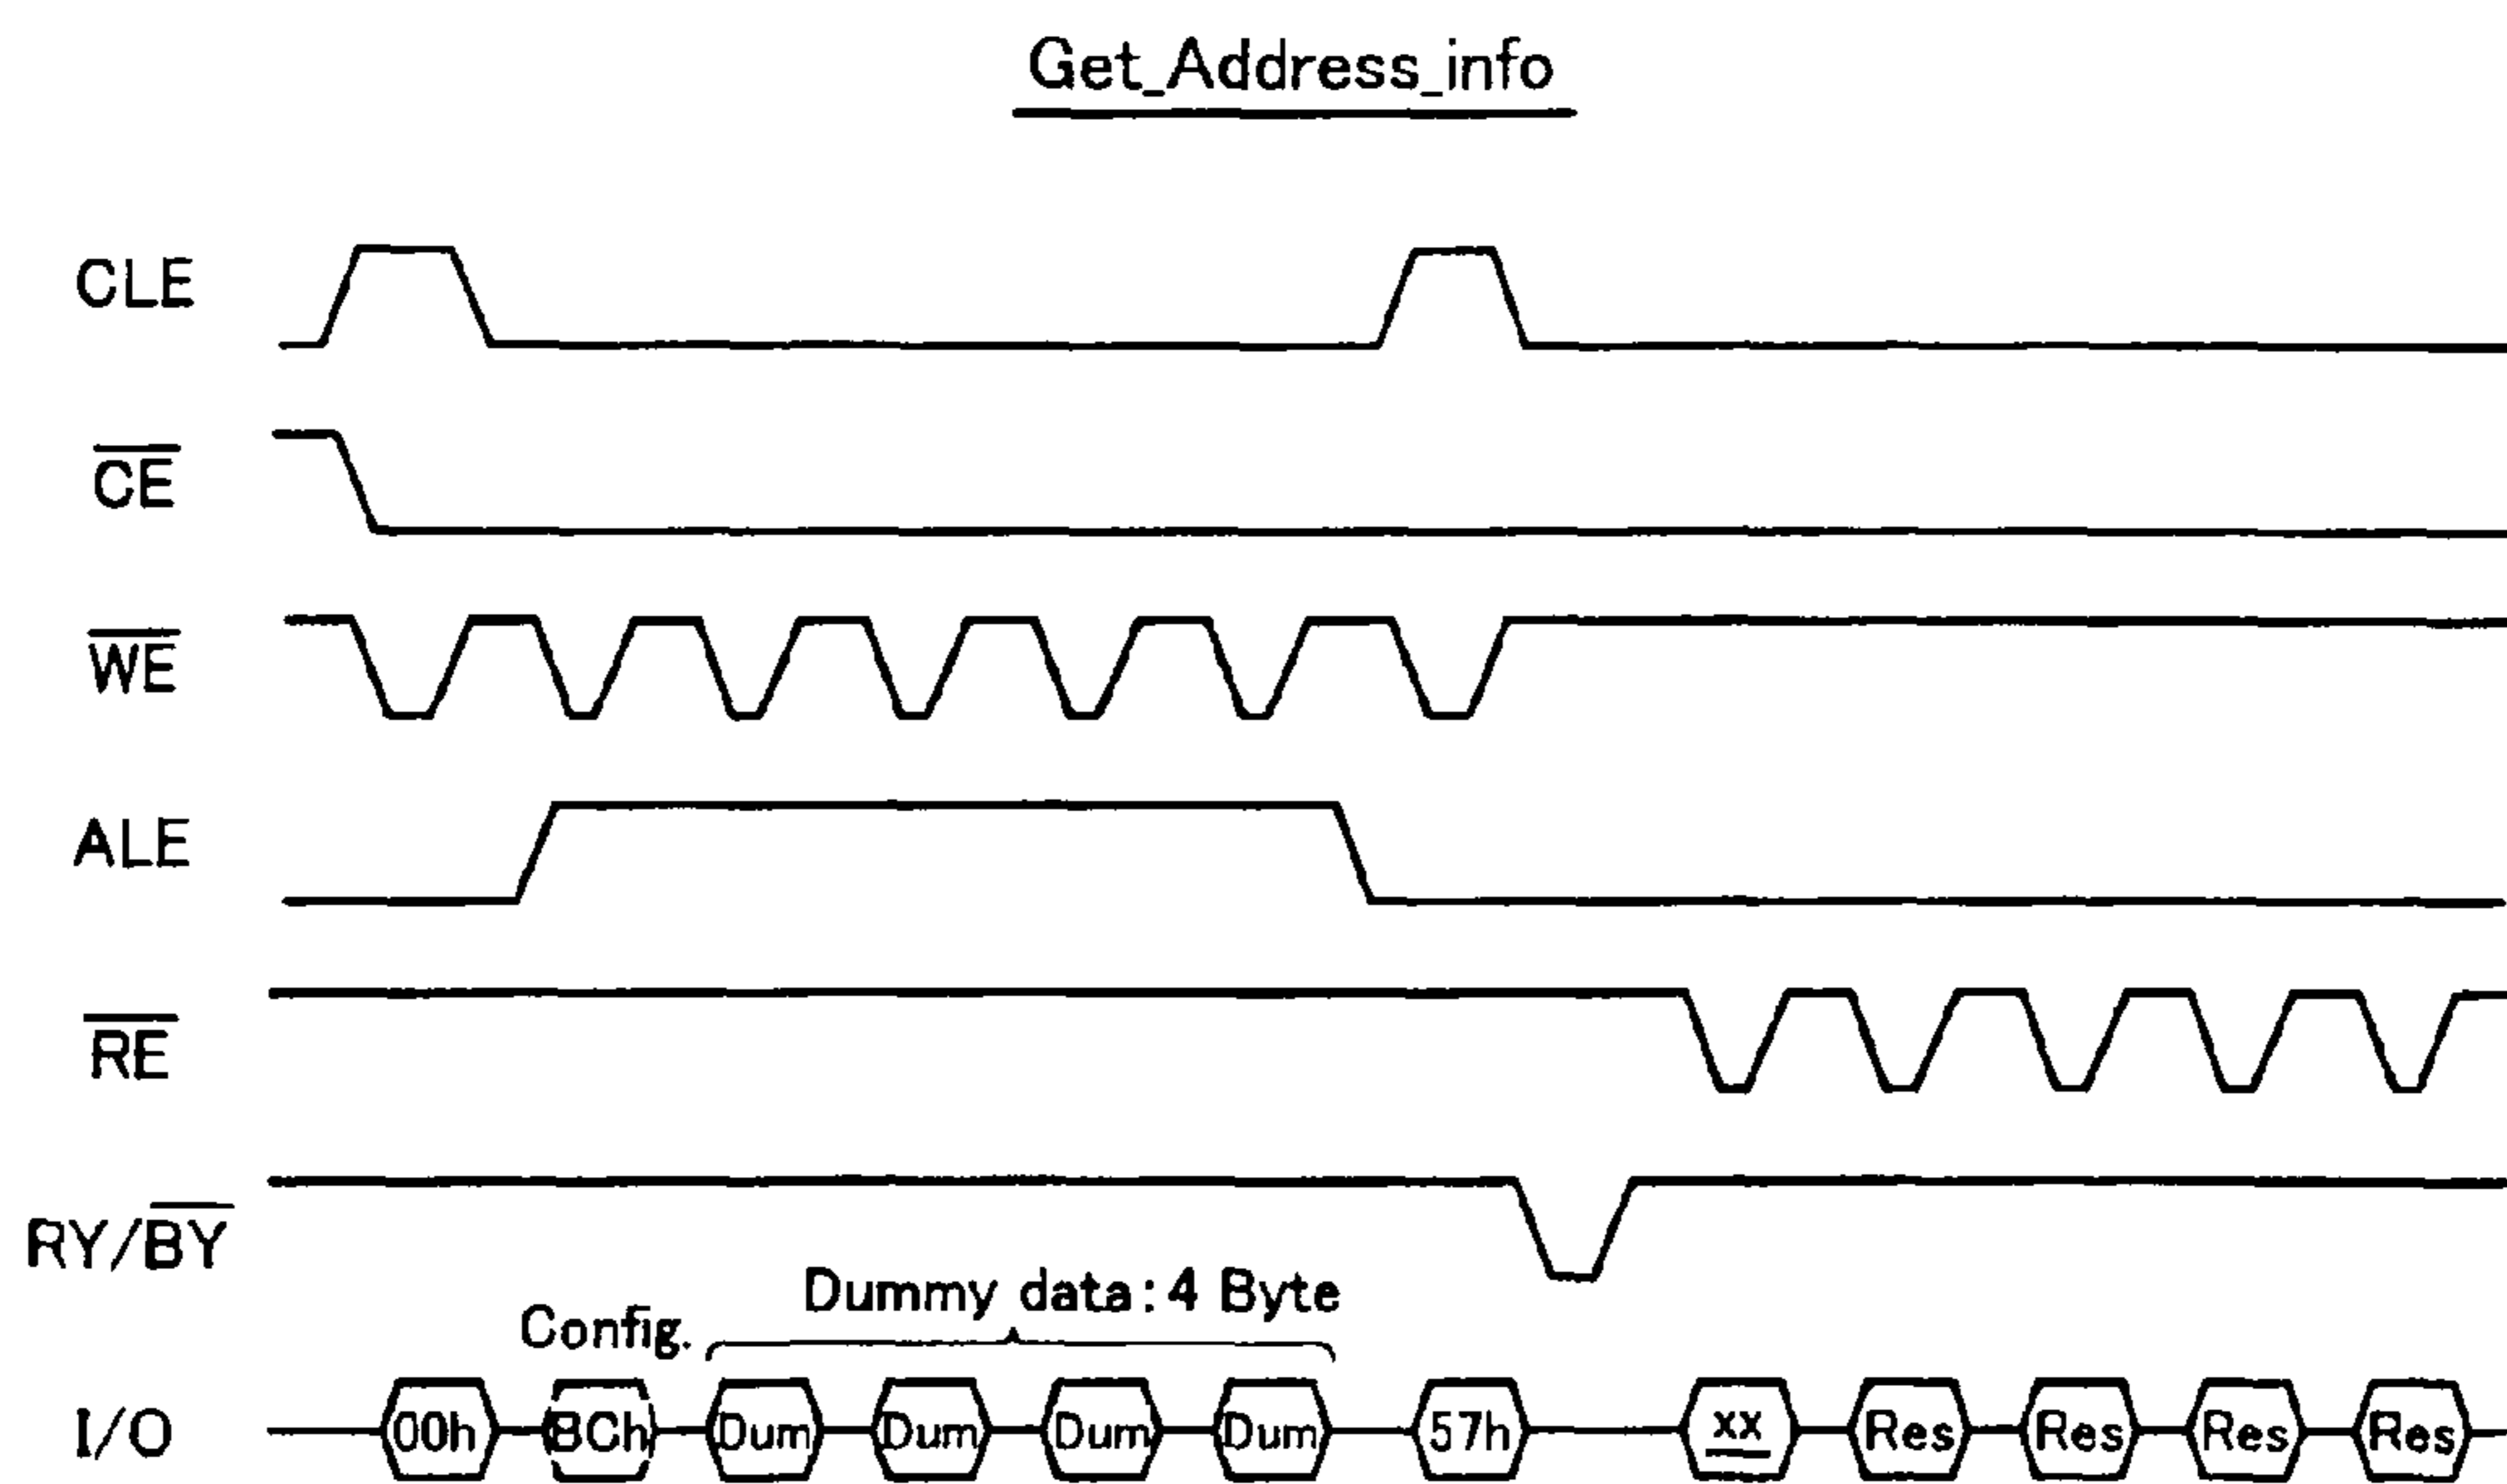 Get_Address_info
CLE
CE
WE
ALE
RE
RY/BY
Dummy data:4 Byte
Config.
I/O 00h BCh Dum Dum Dum Dum 57h xx Res Res Res Res